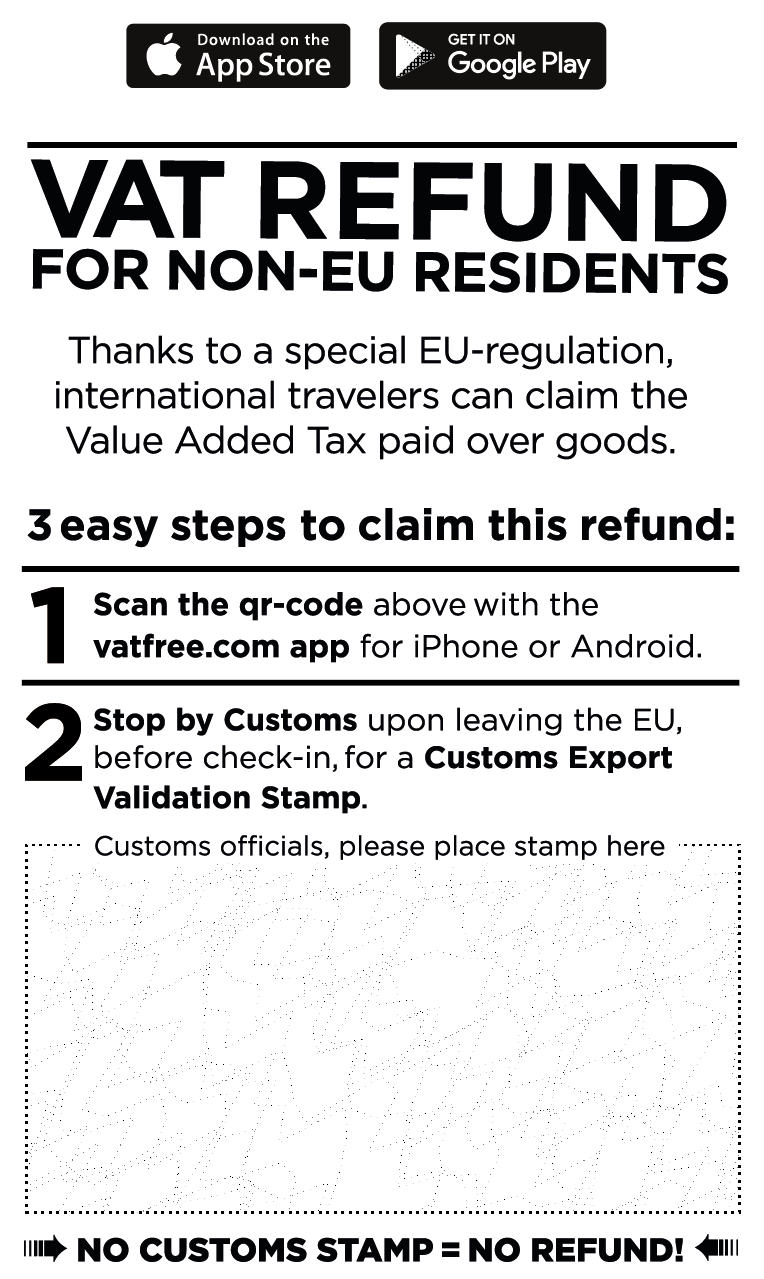 Download on the
App Store
GET IT ON
Google Play
VAT REFUND
FOR NON-EU RESIDENTS
Thanks to a special EU-regulation,
international travelers can claim the
Value Added Tax paid over goods.
3 easy steps to claim this refund:
1
Scan the qr-code above with the
vatfree.com app for iPhone or Android.
2
Stop by Customs upon leaving the EU,
before check-in, for a Customs Export
Validation Stamp.
Customs officials, please place stamp here
NO CUSTOMS STAMP = NO REFUND!